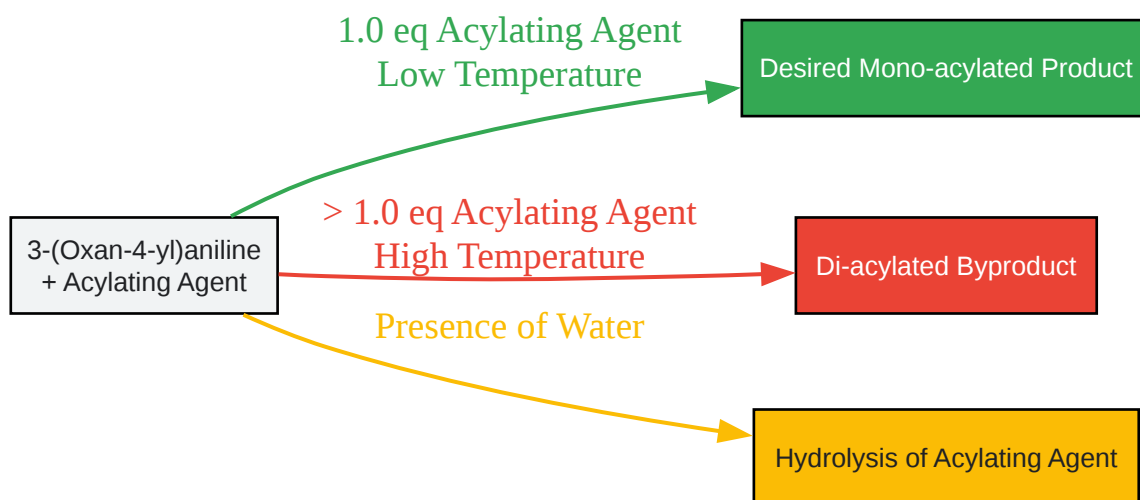 1.0 eq Acylating Agent
Low Temperature
Desired Mono-acylated Product
3-(Oxan-4-yl)aniline
+ Acylating Agent
> 1.0 eq Acylating Agent
High Temperature
Di-acylated Byproduct
Presence of Water
Hydrolysis of Acylating Agent